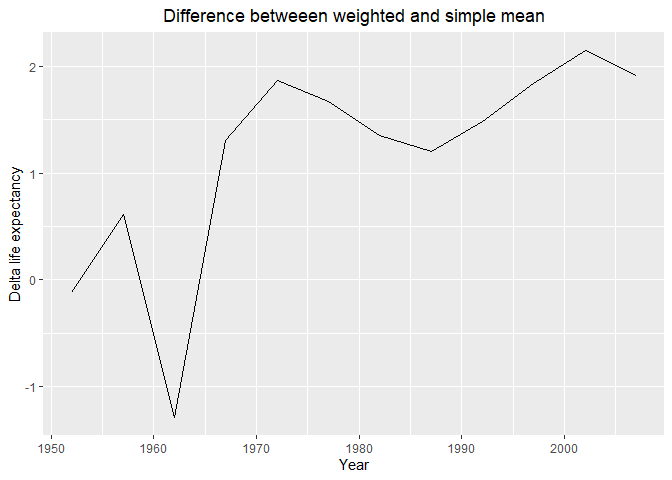 Difference betweeen weighted and simple mean
Delta life expectancy
2
1
0
-1
1950 1960 1970 1980 1990 2000
Year